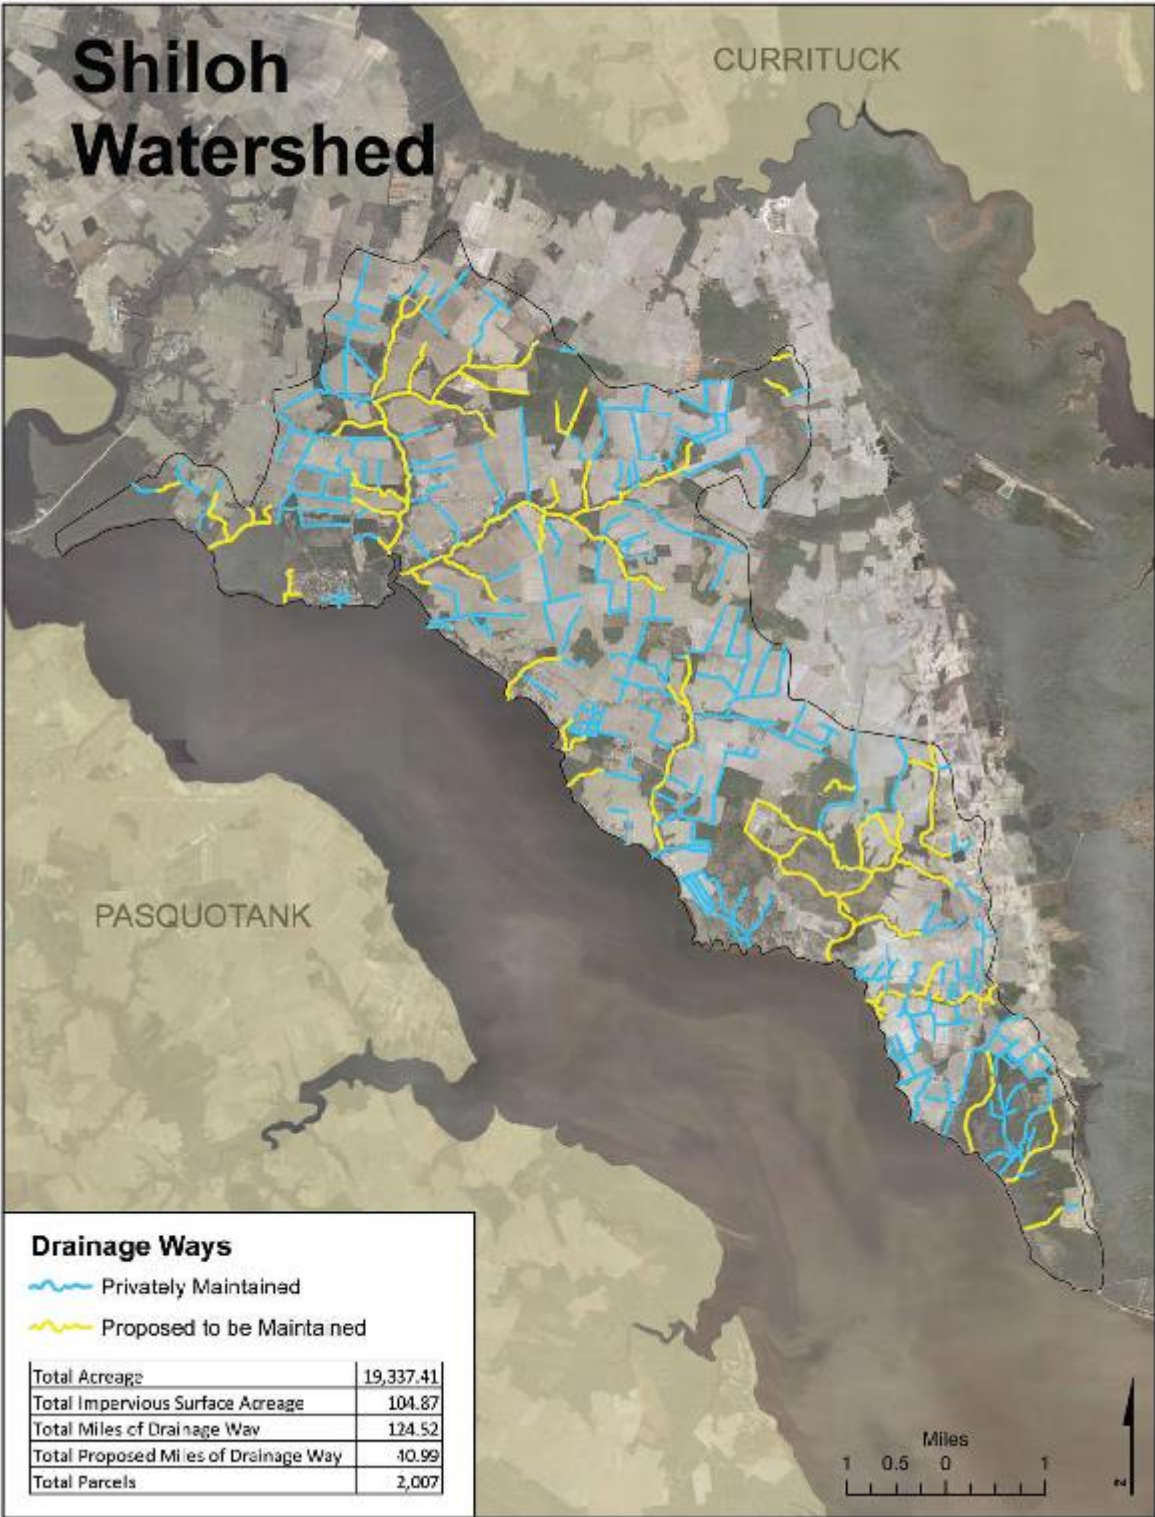 Shiloh
Watershed
CURRITUCK
PASQUOTANK
Drainage Ways
Privately Maintained
Proposed to be Maintained
Total Acreage 19,337.41
Total Impervious Surface Acreage 104.87
Total Miles of Drainage Way 124.52
Total Proposed Miles of Drainage Way 40.99
Total Parcels 2,007
Miles
1 0.5 0 1
N